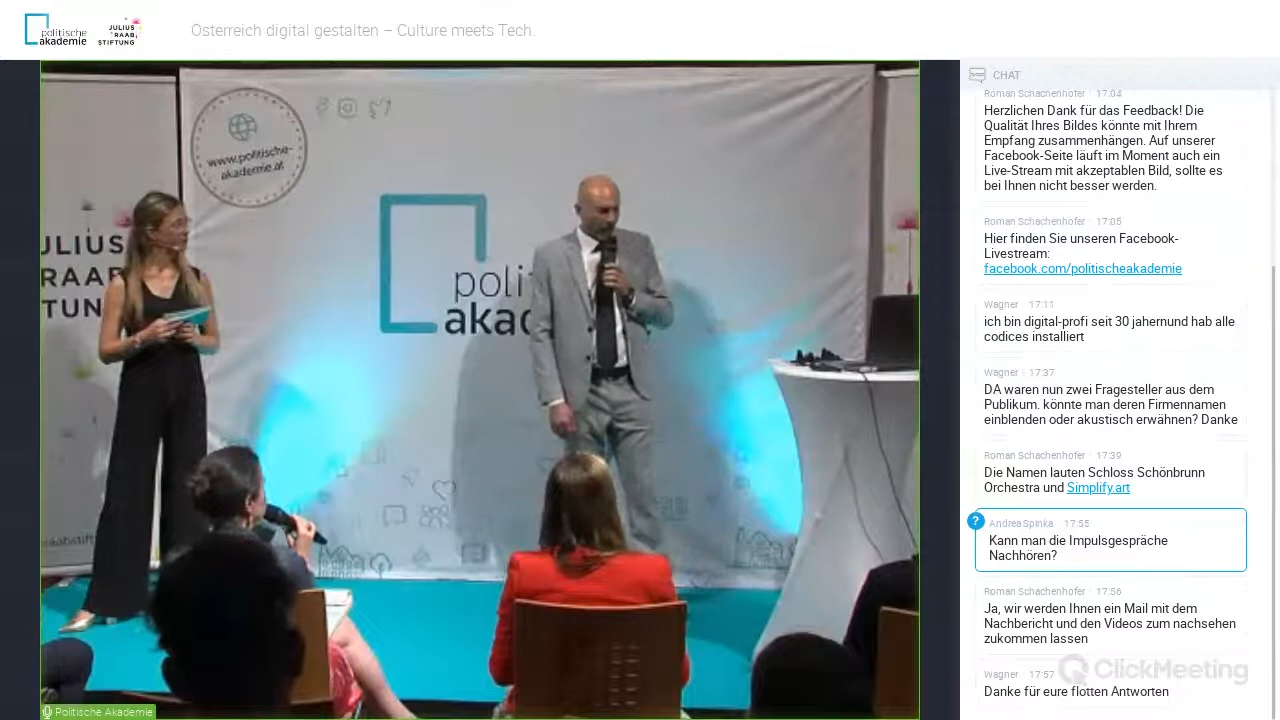 politische
akademie
JULIUS
RAAB
STIFTUNG
Österreich digital gestalten – Culture meets Tech.
www.politische-
akademie.at
JULIUS
RAAB
poli
akad
Politische Akademie
CHAT
Roman Schachenhofer 17:04
Herzlichen Dank für das Feedback! Die
Qualität Ihres Bildes könnte mit Ihrem
Empfang zusammenhängen. Auf unserer
Facebook-Seite läuft im Moment auch ein
Live-Stream mit akzeptablen Bild, sollte es
bei Ihnen nicht besser werden.
Roman Schachenhofer 17:05
Hier finden Sie unseren Facebook-
Livestream:
facebook.com/politischeakademie
Wagner 17:11
ich bin digital-profi seit 30 jahernund hab alle
codices installiert
Wagner 17:37
DA waren nun zwei Fragesteller aus dem
Publikum. könnte man deren Firmennamen
einblenden oder akustisch erwähnen? Danke
Roman Schachenhofer 17:39
Die Namen lauten Schloss Schönbrunn
Orchestra und Simplify.art
?
Andrea Spinka 17:55
Kann man die Impulsgespräche
Nachhören?
Roman Schachenhofer 17:56
Ja, wir werden Ihnen ein Mail mit dem
Nachbericht und den Videos zum nachsehen
zukommen lassen
ClickMeeting
Wagner 17:57
Danke für eure flotten Antworten